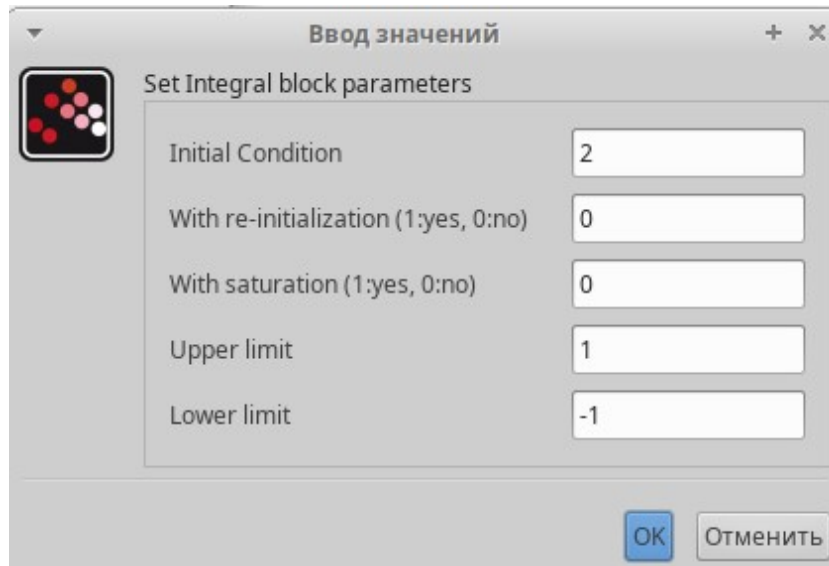 Ввод значений
Set Integral block parameters
Initial Condition 2
With re-initialization (1:yes, 0:no) 0
With saturation (1:yes, 0:no) 0
Upper limit 1
Lower limit -1
OK Отменить